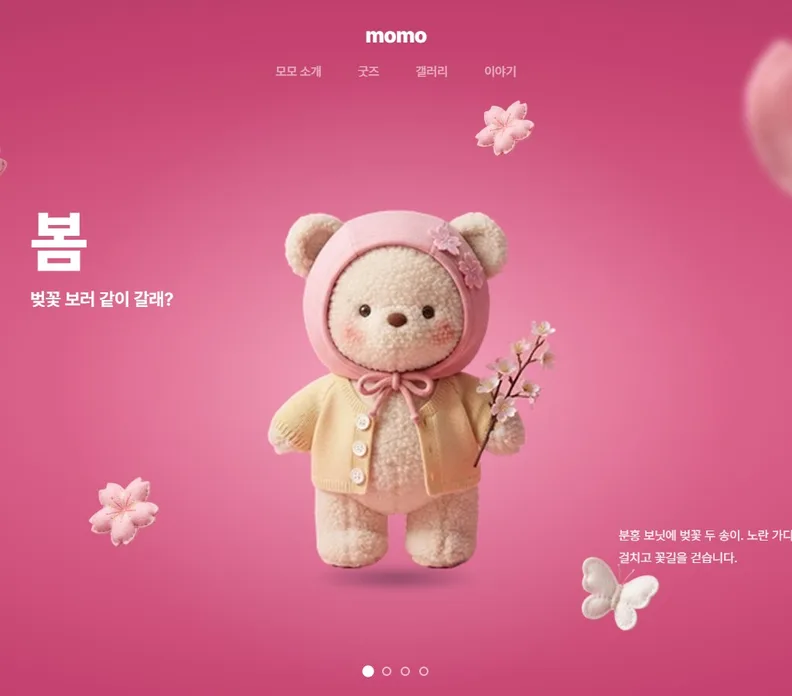 momo
모모 소개 굿즈 갤러리 이야기
봄
벚꽃 보러 같이 갈래?
분홍 보닛에 벚꽃 두 송이. 노란 가디
걸치고 꽃길을 걷습니다.